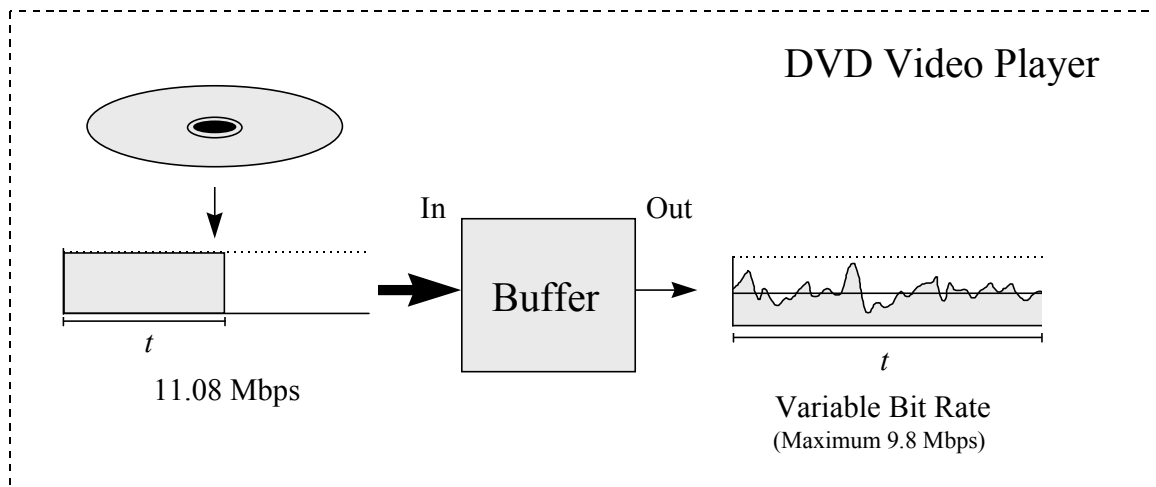 DVD Video Player
In
Out
Buffer
t
11.08 Mbps
t
Variable Bit Rate
(Maximum 9.8 Mbps)